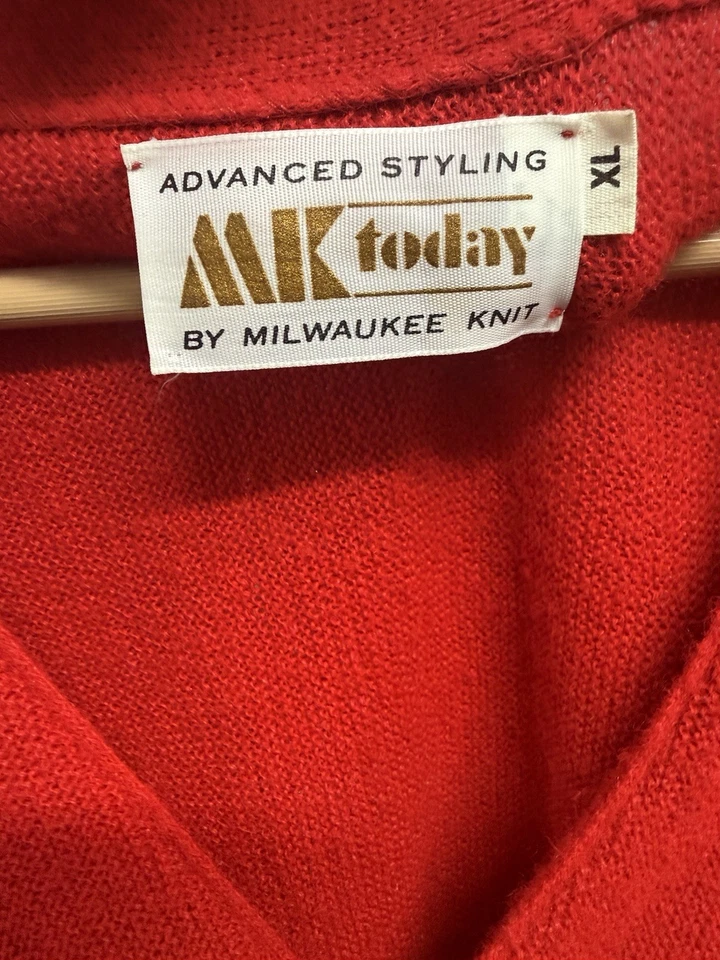 ADVANCED STYLING
MK today
BY MILWAUKEE KNIT
XL